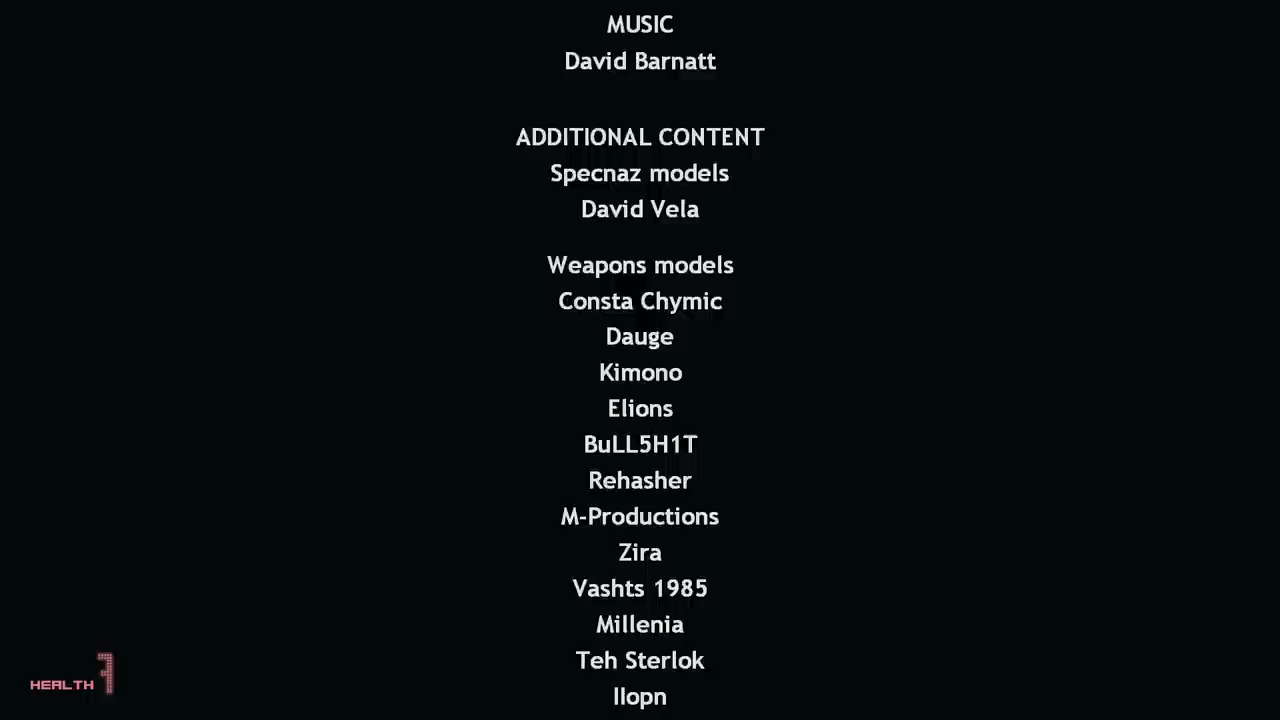 MUSIC
David Barnatt
ADDITIONAL CONTENT
Specnaz models
David Vela
Weapons models
Consta Chymic
Dauge
Kimono
Elions
BuLL5H1T
Rehasher
M-Productions
Zira
Vashts 1985
Millenia
Teh Sterlok
HEALTH